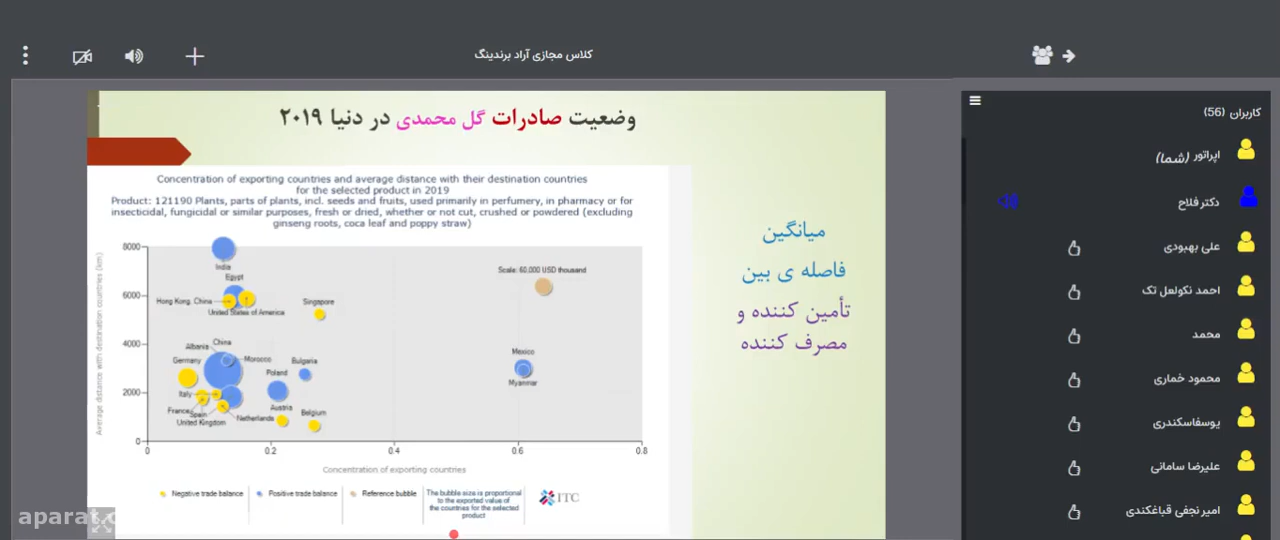 کلاس مجازی آراد برندینگ
وضعیت صادرات گل محمدی در دنیا ۲۰۱۹
Concentration of exporting countries and average distance with their destination countries
for the selected product in 2019
Product: 121190 Plants, parts of plants, incl. seeds and fruits, used primarily in perfumery, in pharmacy or for
insecticidal, fungicidal or similar purposes, fresh or dried, whether or not cut, crushed or powdered (excluding
ginseng roots, coca leaf and poppy straw)
Average distance with destination countries (km)
8000
6000
4000
2000
0
India
Egypt
Hong Kong, China
United States of America
Singapore
Scale: 60,000 USD thousand
Albania
China
Germany
Morocco
Bulgaria
Poland
Mexico
Myanmar
Italy
France
Spain
United Kingdom
Netherlands
Austria
Belgium
0
0.2
0.4
0.6
0.8
Concentration of exporting countries
Negative trade balance
Positive trade balance
Reference bubble
The bubble size is proportional
to the exported value of
the countries for the selected
product
ITC
میانگین
فاصله ی بین
تأمین کننده و
مصرف کننده
کاربران (56)
اپراتور (شما)
دکتر فلاح
علی بهبودی
احمد نکولعل تک
محمد
محمود خماری
یوسفاسکندری
علیرضا سامانی
امیر نجفی قباغکندی
aparat